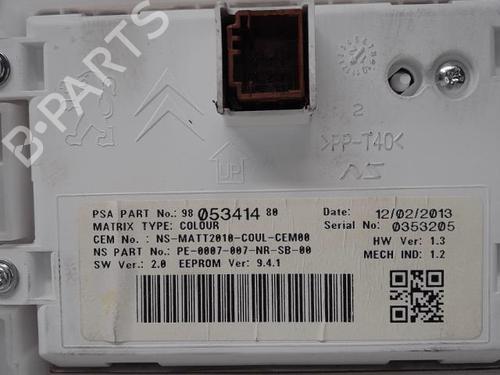 B-PARTS
2
>PP-T40<
UP
NS
PSA PART No.: 98 053414 80
Date: 12/02/2013
MATRIX TYPE: COLOUR
Serial No: 0353205
CEM No.: NS-MATT2010-COUL-CEM00
HW Ver: 1.3
NS PART No.: PE-0007-007-NR-SB-00
MECH IND: 1.2
SW Ver.: 2.0 EEPROM Ver: 9.4.1